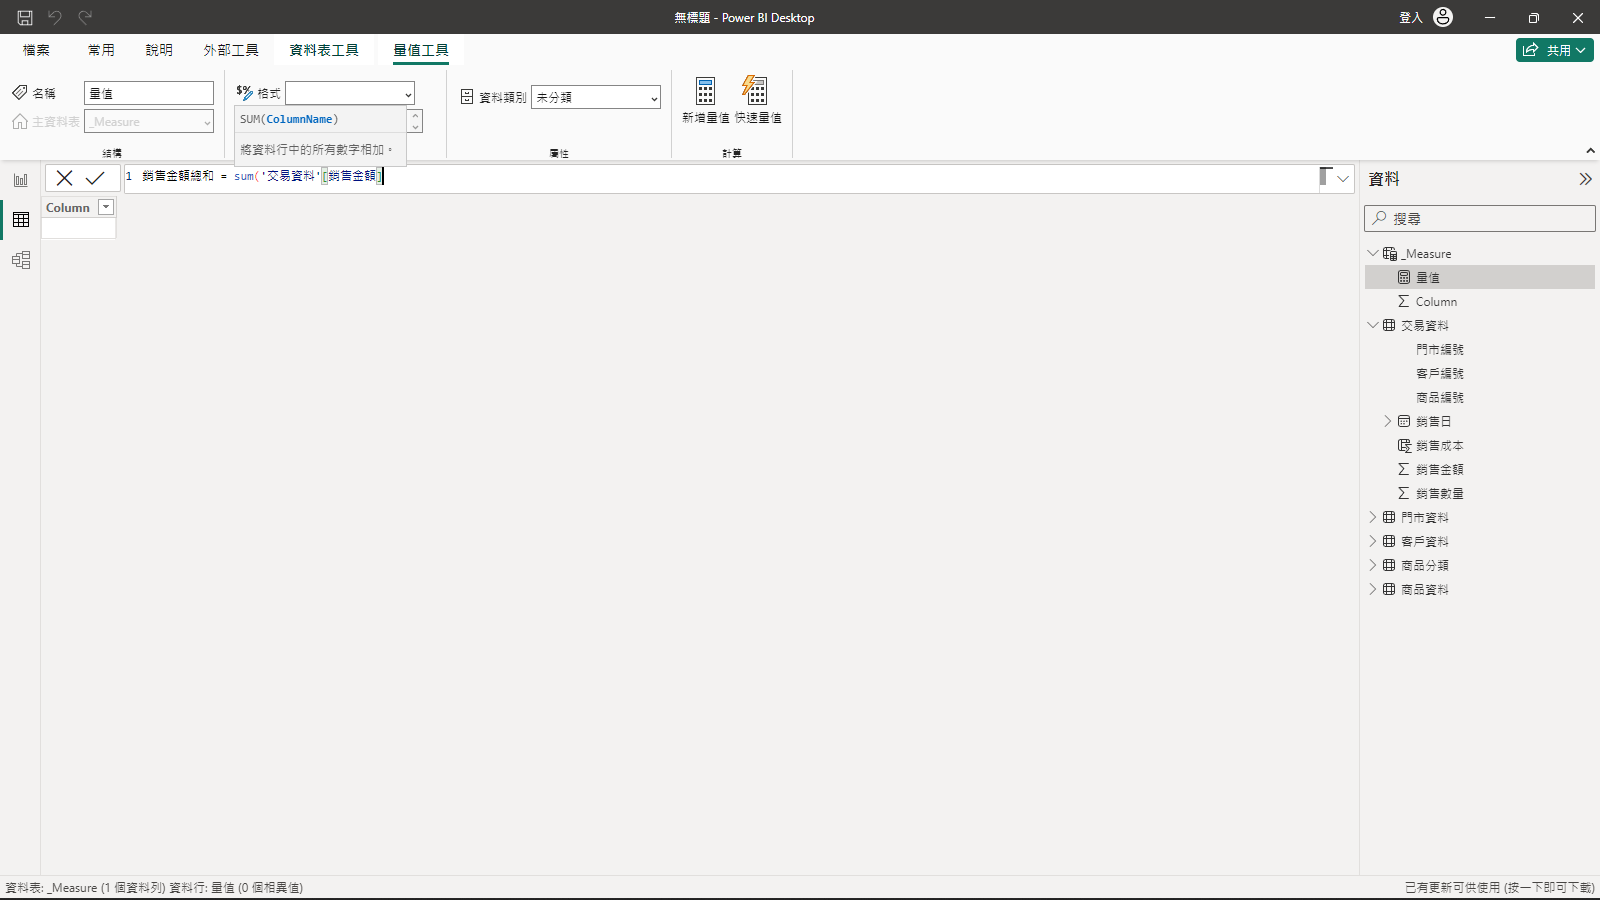 無標題 - Power BI Desktop
登入
檔案 常用 說明 外部工具 資料表工具 量值工具
共用
名稱 量值
主資料表 _Measure
結構
$% 格式
SUM(ColumnName)
將資料行中的所有數字相加。
資料類別 未分類
屬性
新增量值 快速量值
計算
1 銷售金額總和 = sum('交易資料'[銷售金額]
Column
資料
搜尋
_Measure
量值
Column
交易資料
門市編號
客戶編號
商品編號
銷售日
銷售成本
銷售金額
銷售數量
門市資料
客戶資料
商品分類
商品資料
資料表: _Measure (1 個資料列) 資料行: 量值 (0 個相異值)
已有更新可供使用 (按一下即可下載)